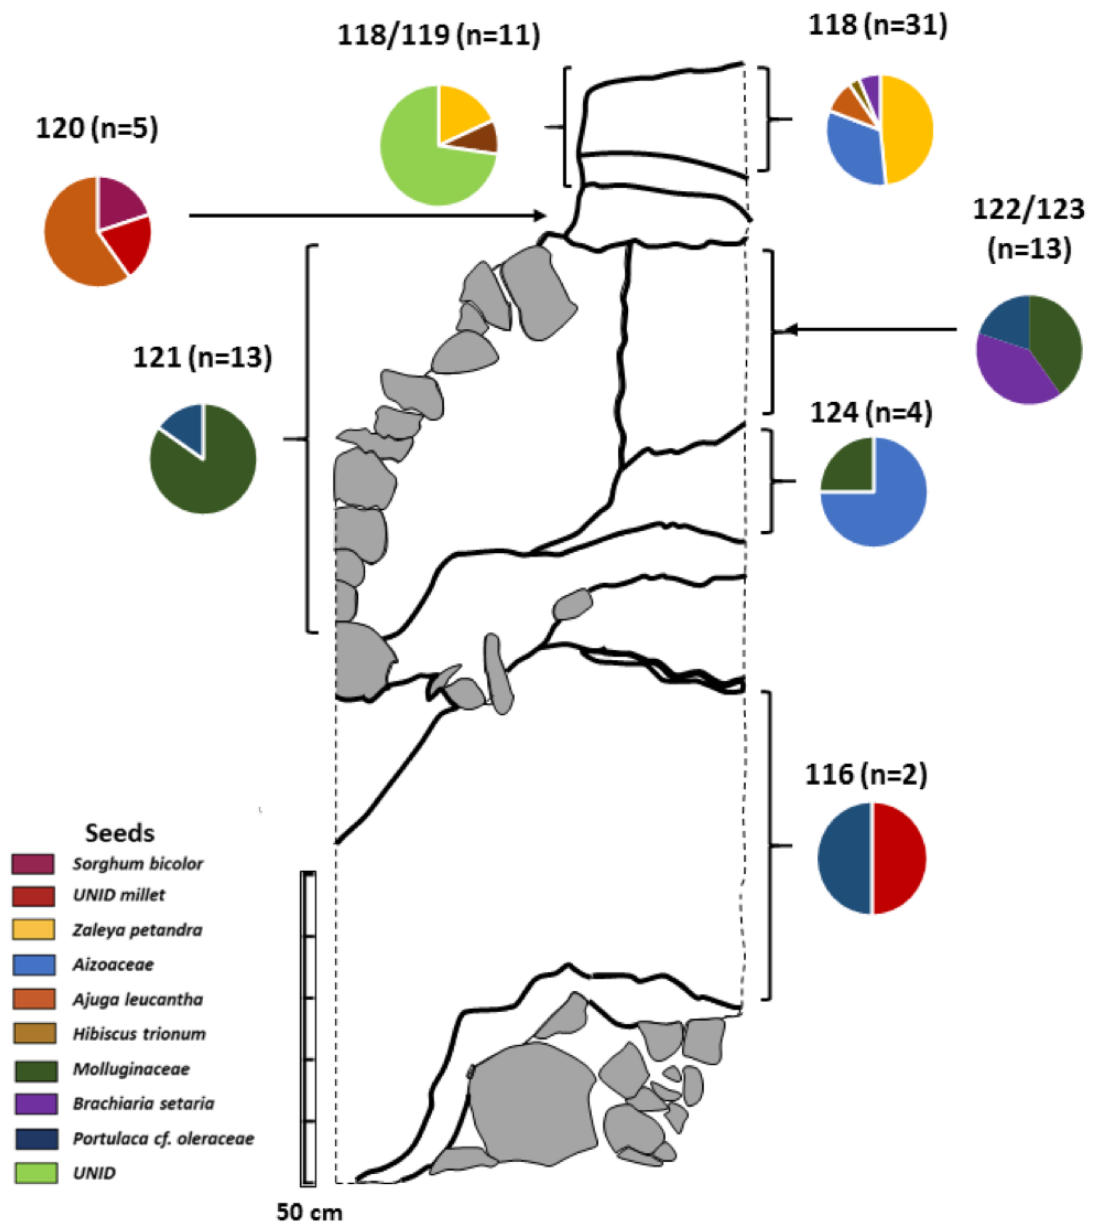 118/119 (n=11)
118 (n=31)
120 (n=5)
122/123
(n=13)
121 (n=13)
124 (n=4)
116 (n=2)
Seeds
Sorghum bicolor
UNID millet
Zaleya petandra
Aizoaceae
Ajuga leucantha
Hibiscus trionum
Molluginaceae
Brachiaria setaria
Portulaca cf. oleraceae
UNID
50 cm